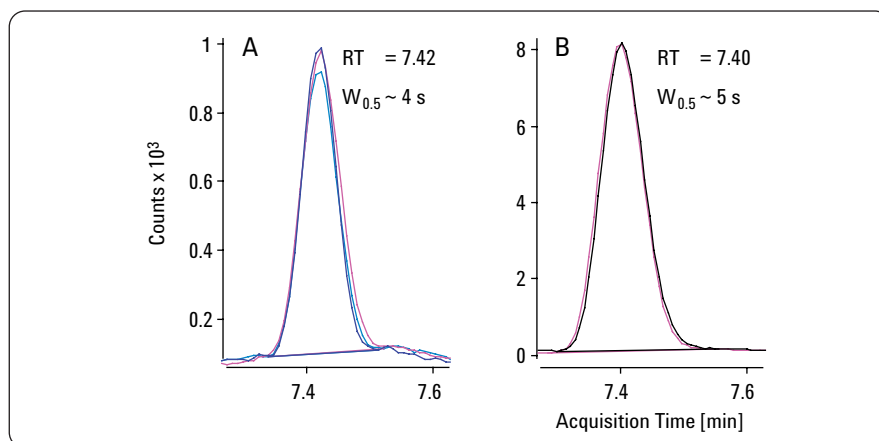 A
RT = 7.42
W0.5 ~ 4 s
Counts x 10³
1
0.8
0.6
0.4
0.2
7.4
7.6
B
RT = 7.40
W0.5 ~ 5 s
8
6
4
2
0
7.4
7.6
Acquisition Time [min]